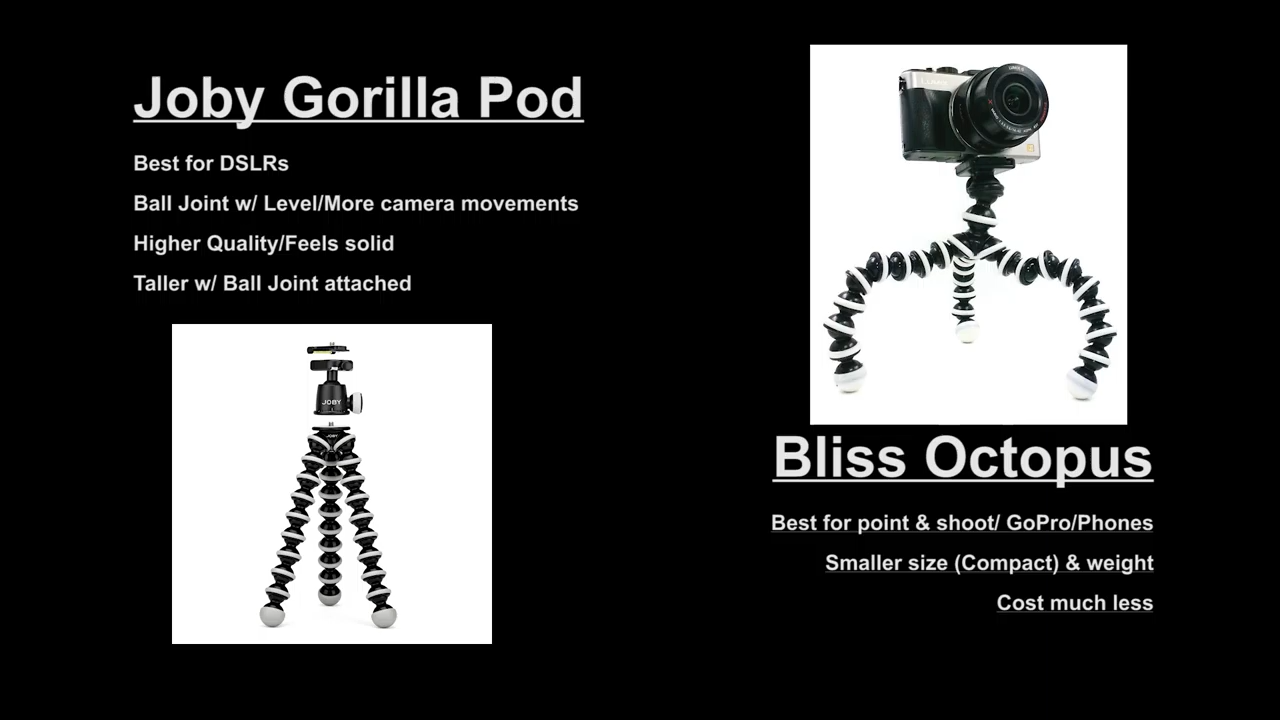 Joby Gorilla Pod
Best for DSLRs
Ball Joint w/ Level/More camera movements
Higher Quality/Feels solid
Taller w/ Ball Joint attached
JOBY
JOBY
Bliss Octopus
Best for point & shoot/ GoPro/Phones
Smaller size (Compact) & weight
Cost much less